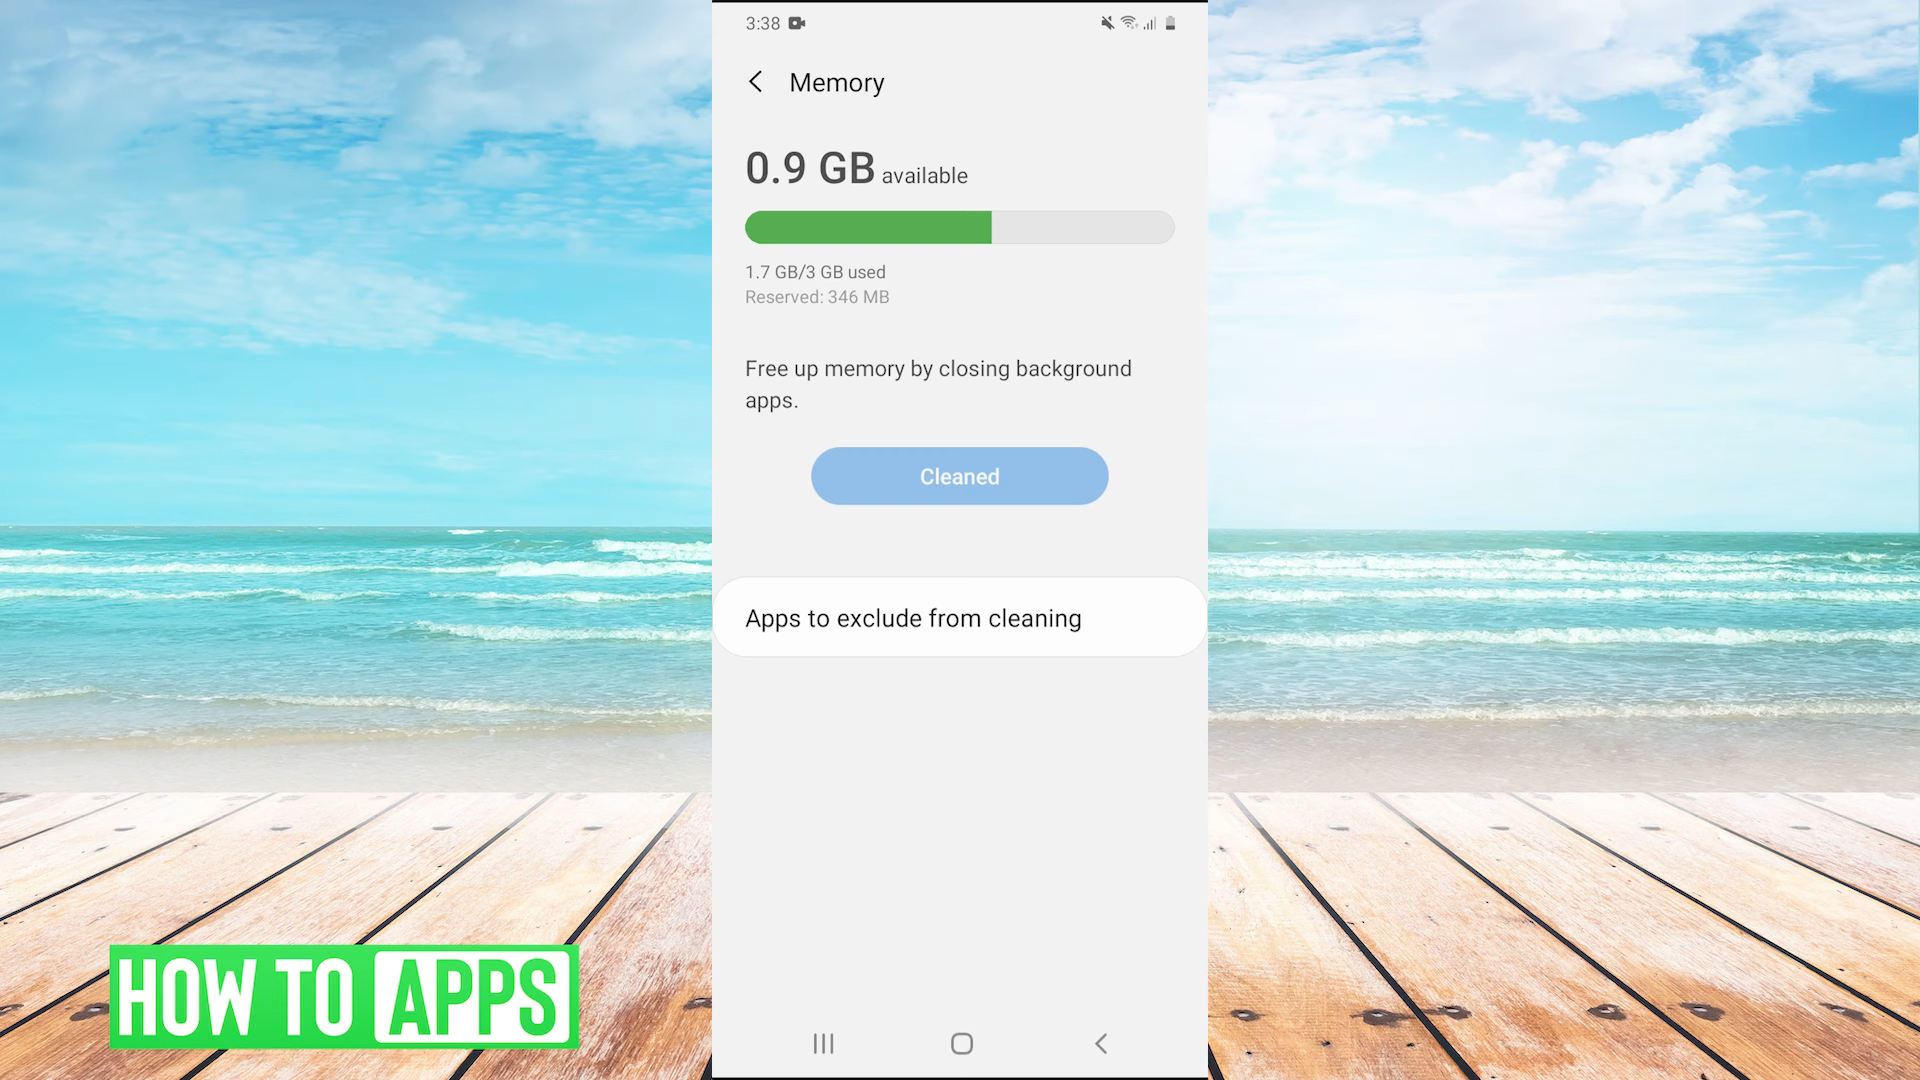 3:38
Memory
0.9 GB available
1.7 GB/3 GB used
Reserved: 346 MB
Free up memory by closing background
apps.
Cleaned
Apps to exclude from cleaning
HOW TO APPS